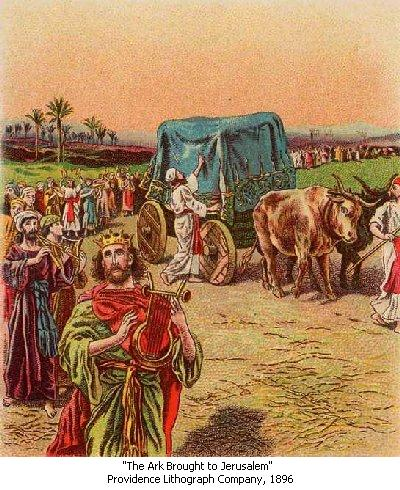 "The Ark Brought to Jerusalem"
Providence Lithograph Company, 1896